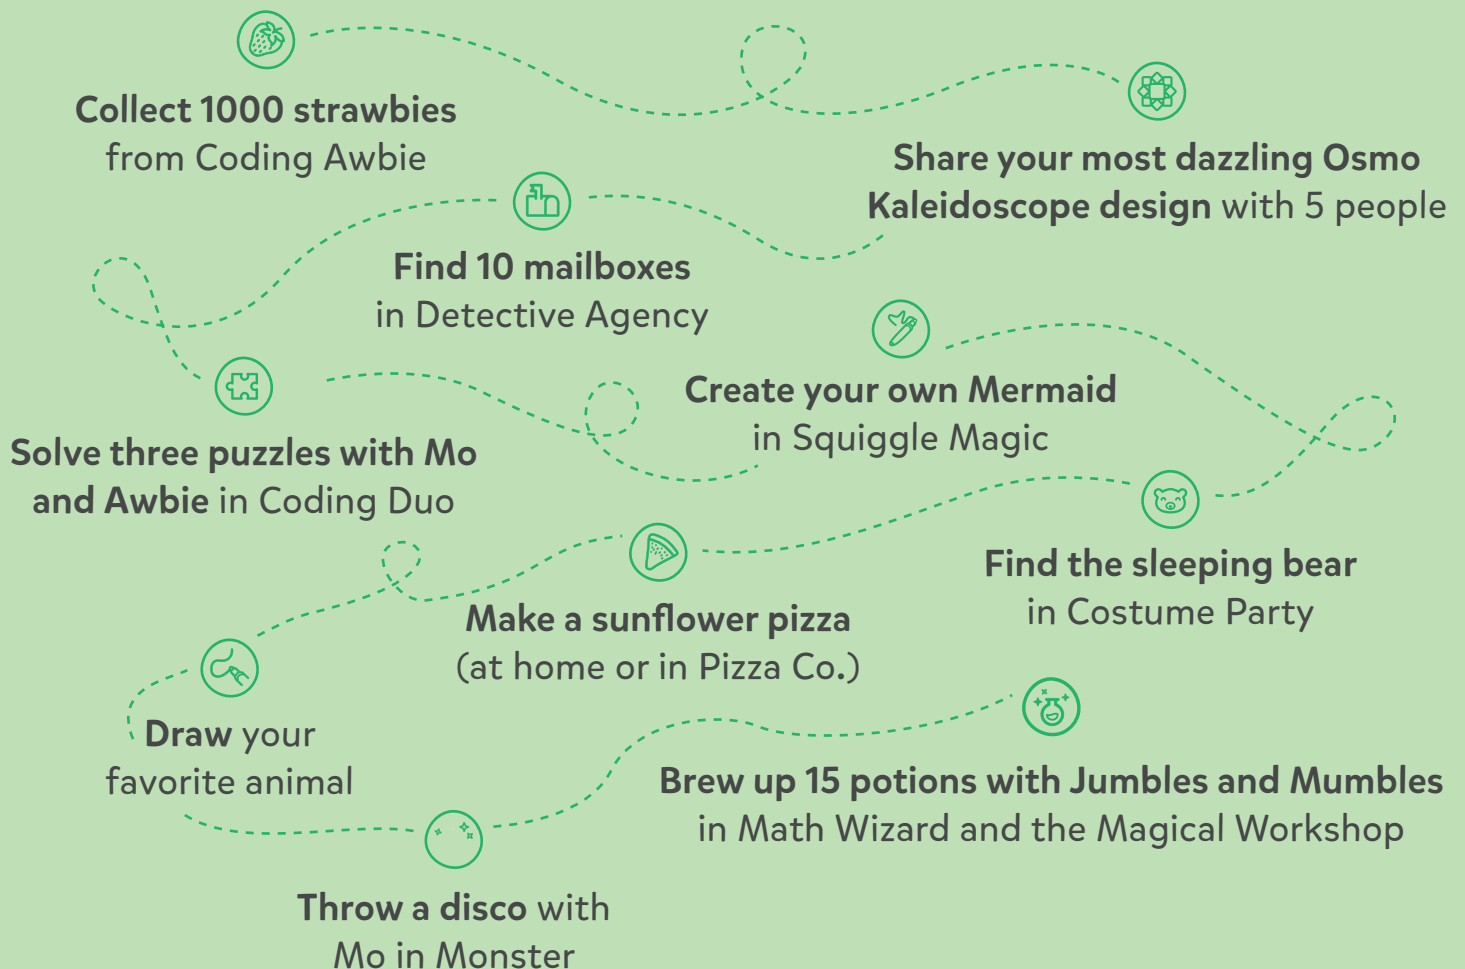 Collect 1000 strawbies
from Coding Awbie
Share your most dazzling Osmo
Kaleidoscope design with 5 people
Find 10 mailboxes
in Detective Agency
Solve three puzzles with Mo
and Awbie in Coding Duo
Create your own Mermaid
in Squiggle Magic
Find the sleeping bear
in Costume Party
Make a sunflower pizza
(at home or in Pizza Co.)
Draw your
favorite animal
Throw a disco with
Mo in Monster
Brew up 15 potions with Jumbles and Mumbles
in Math Wizard and the Magical Workshop